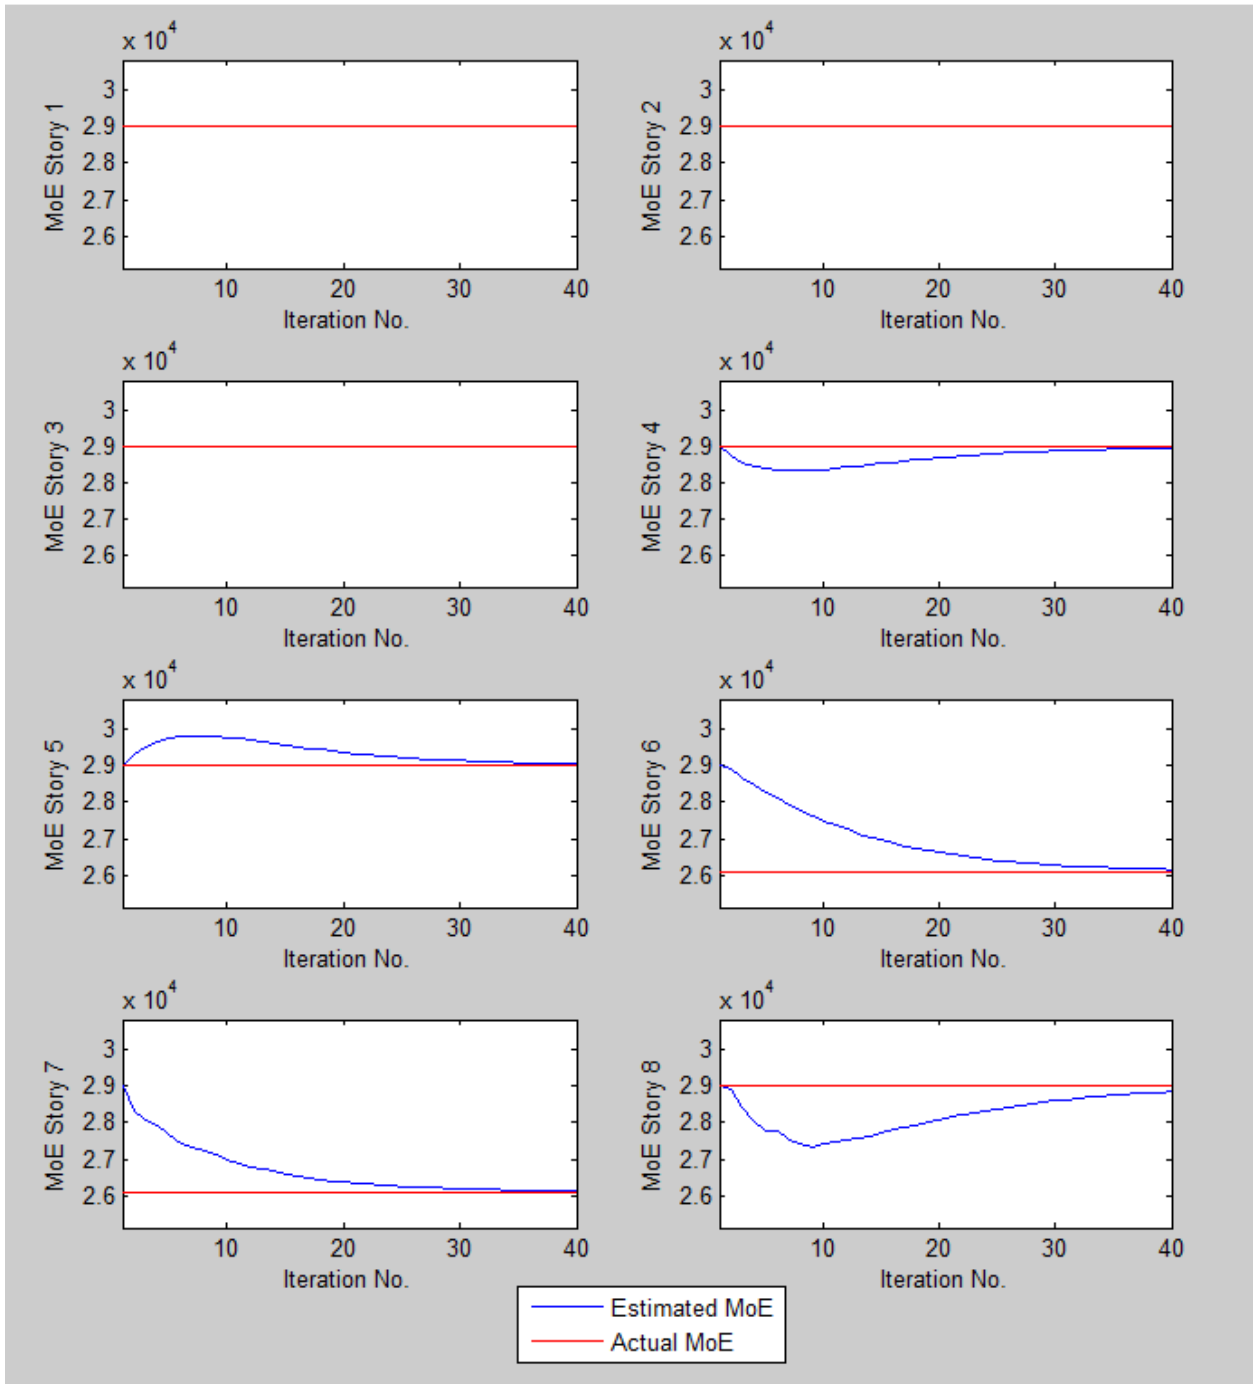 x 10^4
MoE Story 1
3
2.9
2.8
2.7
2.6
10 20 30 40
Iteration No.
x 10^4
MoE Story 2
3
2.9
2.8
2.7
2.6
10 20 30 40
Iteration No.
x 10^4
MoE Story 3
3
2.9
2.8
2.7
2.6
10 20 30 40
Iteration No.
x 10^4
MoE Story 4
3
2.9
2.8
2.7
2.6
10 20 30 40
Iteration No.
x 10^4
MoE Story 5
3
2.9
2.8
2.7
2.6
10 20 30 40
Iteration No.
x 10^4
MoE Story 6
3
2.9
2.8
2.7
2.6
10 20 30 40
Iteration No.
x 10^4
MoE Story 7
3
2.9
2.8
2.7
2.6
10 20 30 40
Iteration No.
x 10^4
MoE Story 8
3
2.9
2.8
2.7
2.6
10 20 30 40
Iteration No.
Estimated MoE
Actual MoE